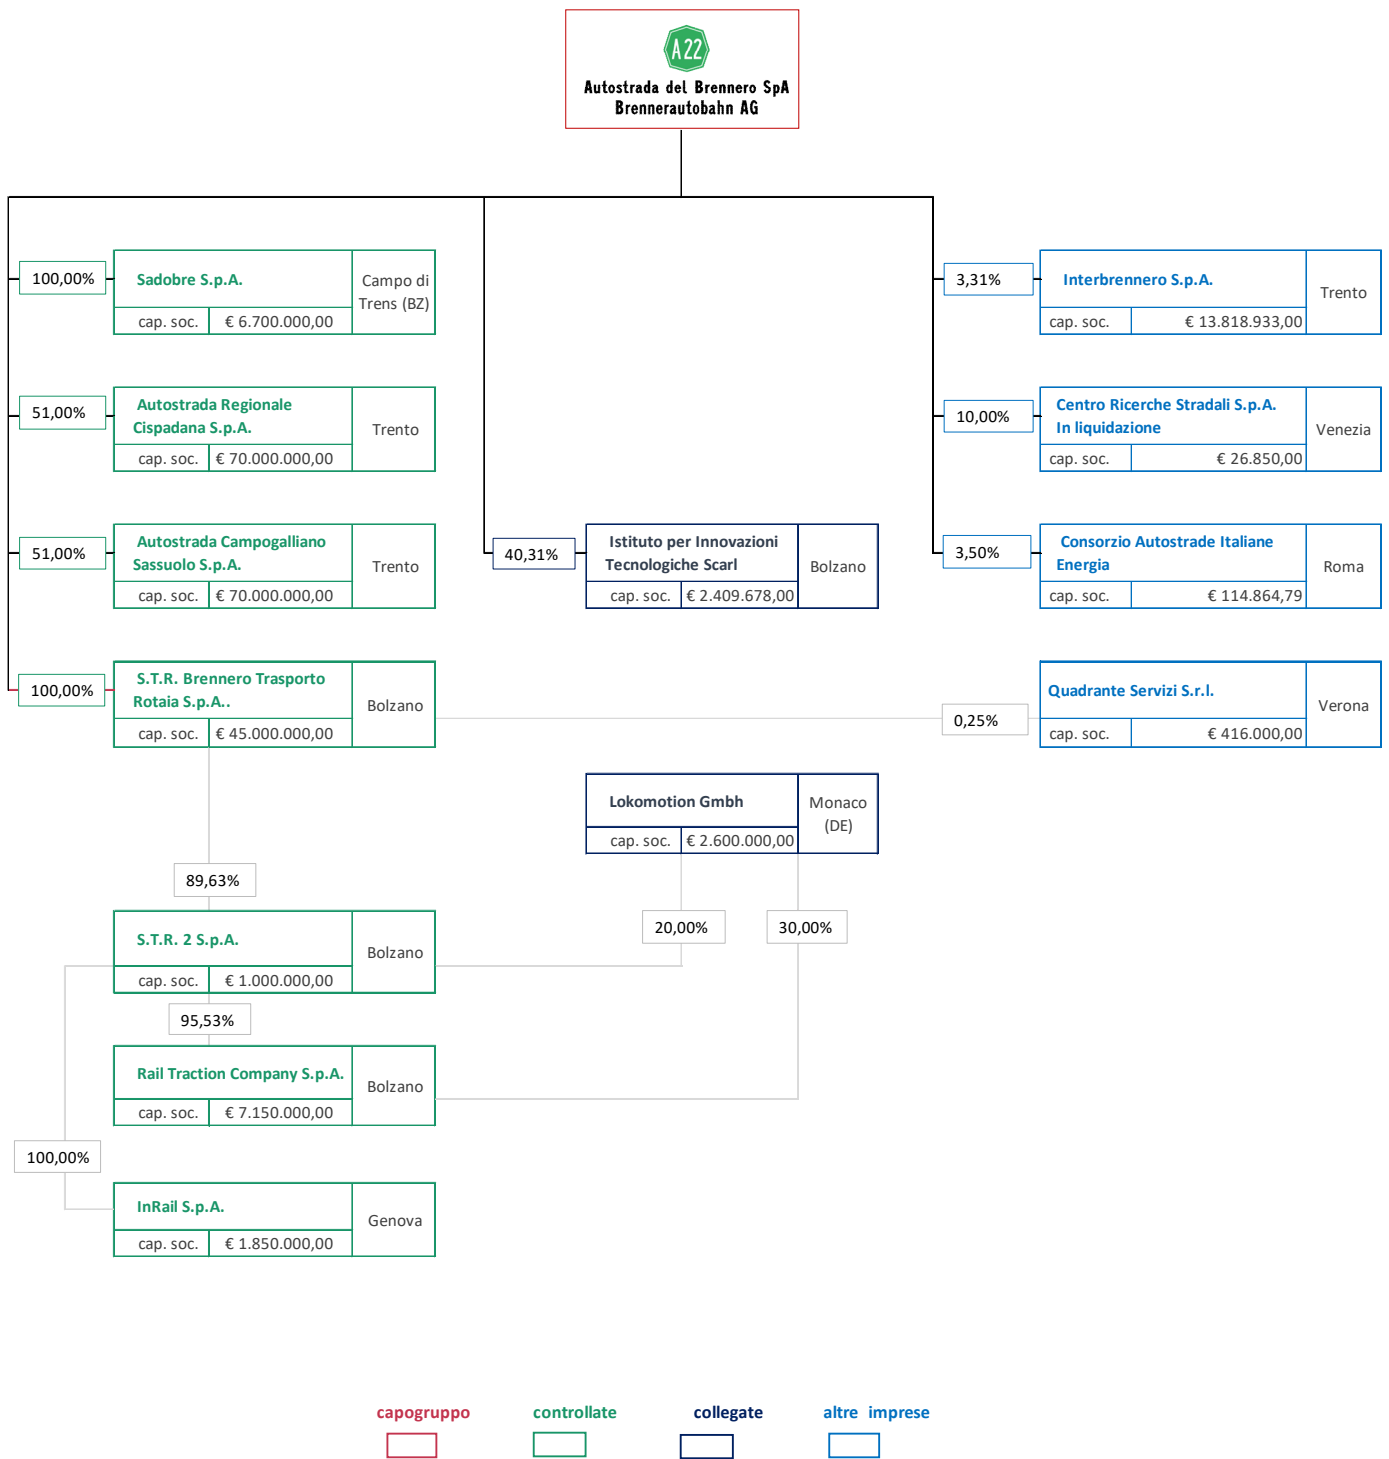 A22
Autostrada del Brennero SpA
Brennerautobahn AG
100,00%
Sadobre S.p.A.
cap. soc.
€ 6.700.000,00
Campo di
Trens (BZ)
3,31%
Interbrennero S.p.A.
cap. soc.
€ 13.818.933,00
Trento
51,00%
Autostrada Regionale
Cispadana S.p.A.
cap. soc.
€ 70.000.000,00
Trento
10,00%
Centro Ricerche Stradali S.p.A.
In liquidazione
cap. soc.
€ 26.850,00
Venezia
51,00%
Autostrada Campogalliano
Sassuolo S.p.A.
cap. soc.
€ 70.000.000,00
Trento
40,31%
Istituto per Innovazioni
Tecnologiche Scarl
cap. soc.
€ 2.409.678,00
Bolzano
3,50%
Consorzio Autostrade Italiane
Energia
cap. soc.
€ 114.864,79
Roma
100,00%
S.T.R. Brennero Trasporto
Rotaia S.p.A..
cap. soc.
€ 45.000.000,00
Bolzano
0,25%
Quadrante Servizi S.r.l.
cap. soc.
€ 416.000,00
Verona
Lokomotion Gmbh
cap. soc.
€ 2.600.000,00
Monaco
(DE)
89,63%
20,00%
30,00%
S.T.R. 2 S.p.A.
cap. soc.
€ 1.000.000,00
Bolzano
95,53%
Rail Traction Company S.p.A.
cap. soc.
€ 7.150.000,00
Bolzano
100,00%
InRail S.p.A.
cap. soc.
€ 1.850.000,00
Genova
capogruppo
controllate
collegate
altre imprese